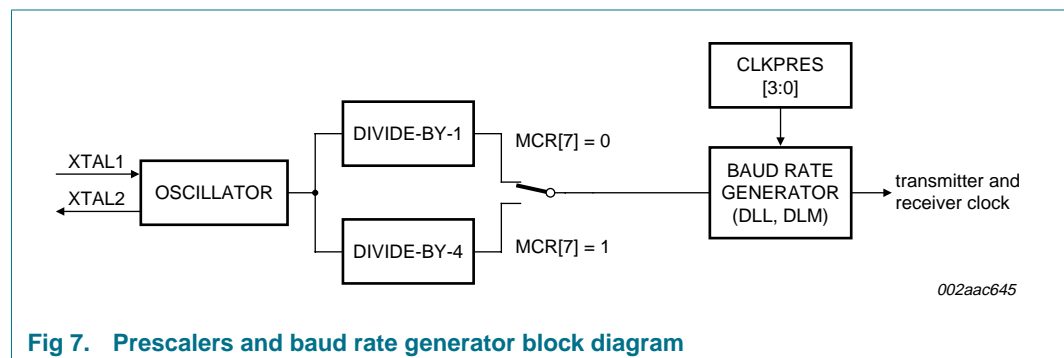 CLKPRES
[3:0]
DIVIDE-BY-1
MCR[7] = 0
XTAL1
XTAL2
OSCILLATOR
BAUD RATE
GENERATOR
(DLL, DLM)
transmitter and
receiver clock
DIVIDE-BY-4
MCR[7] = 1
002aac645
Fig 7. Prescalers and baud rate generator block diagram